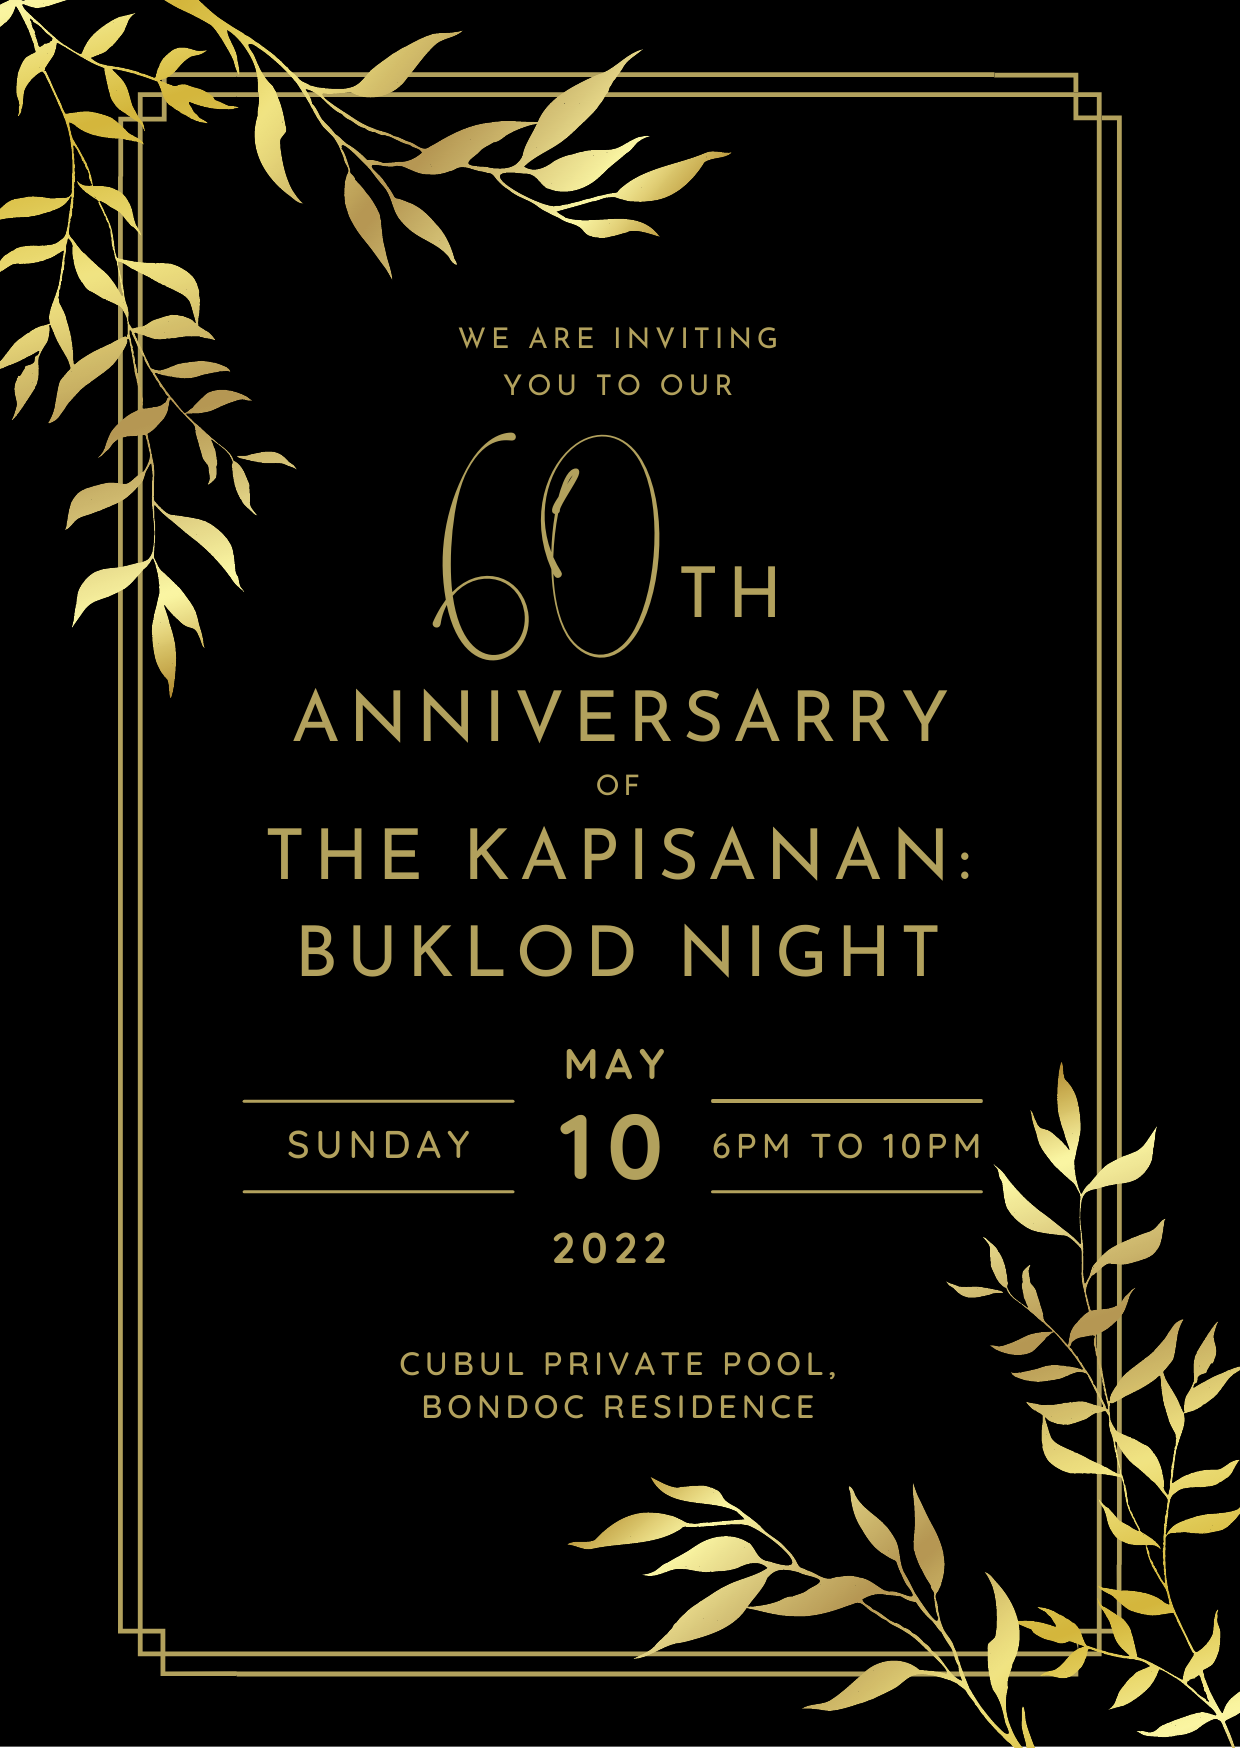 WE ARE INVITING
YOU TO OUR
60TH
ANNIVERSARRY
OF
THE KAPISANAN:
BUKLOD NIGHT
MAY
SUNDAY 10 6PM TO 10PM
2022
CUBUL PRIVATE POOL,
BONDOC RESIDENCE